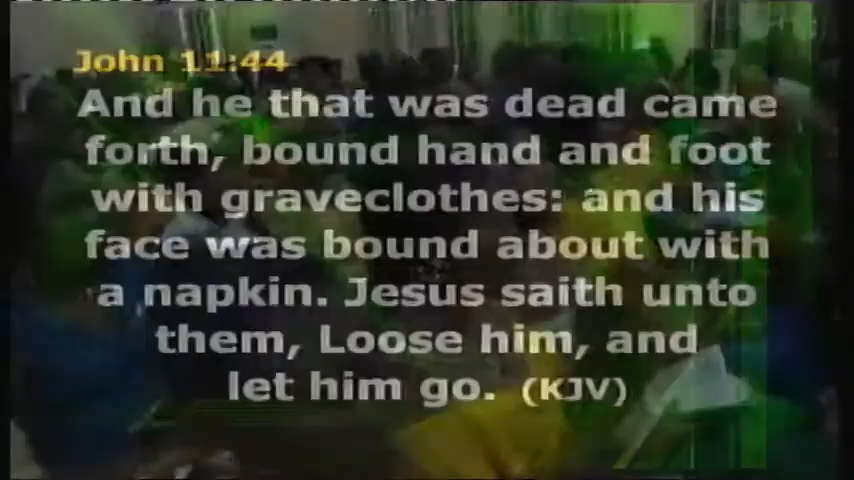 John 11:44
And he that was dead came
forth, bound hand and foot
with graveclothes: and his
face was bound about with
a napkin. Jesus saith unto
them, Loose him, and
let him go. (KJV)